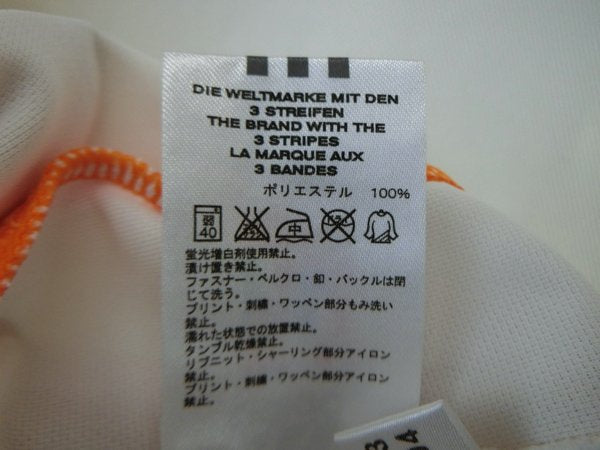 DIE WELTMARKE MIT DEN
3 STREIFEN
THE BRAND WITH THE
3 STRIPES
LA MARQUE AUX
3 BANDES
ポリエステル 100%
40 中
蛍光増白剤使用禁止。
漬け置き禁止。
ファスナー・ベルクロ・釦・バックルは閉
じて洗う。
プリント・刺繍・ワッペン部分もみ洗い
禁止。
濡れた状態での放置禁止。
タンブル乾燥禁止。
リブニット・シャーリング部分アイロン
禁止。
プリント・刺繍・ワッペン部分アイロン
禁止。